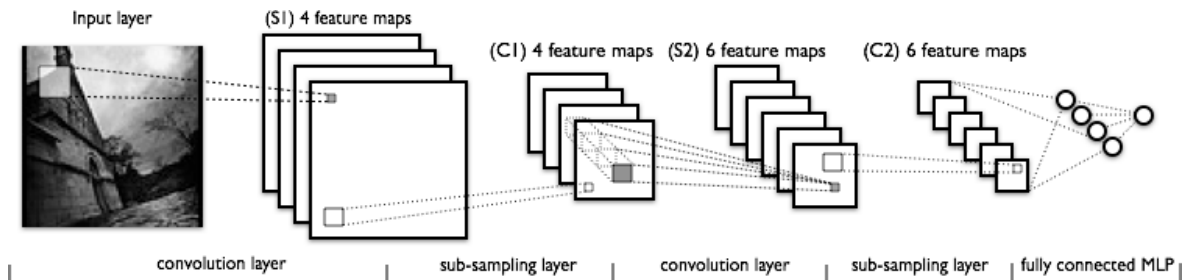 Input layer
(S1) 4 feature maps
(C1) 4 feature maps
(S2) 6 feature maps
(C2) 6 feature maps
convolution layer
sub-sampling layer
convolution layer
sub-sampling layer
fully connected MLP